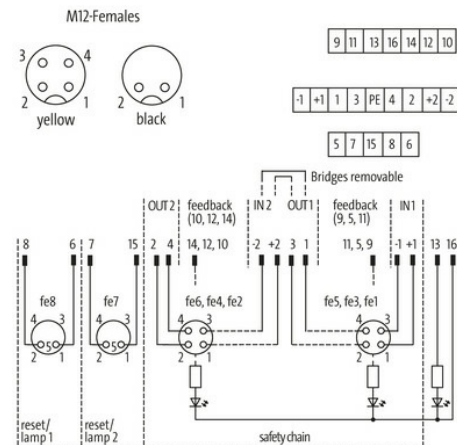 M12-Females
3 4
2 1
yellow
2 1
black
9 11 13 16 14 12 10
-1 +1 1 3 PE 4 2 +2 -2
5 7 15 8 6
Bridges removable
OUT2 feedback (10, 12, 14) IN 2 OUT1 feedback (9, 5, 11) IN1
8 6 7 15 2 4 14, 12, 10 -2 +2 3 1 11, 5, 9 -1 +1 13 16
fe8 fe7 fe6, fe4, fe2 fe5, fe3, fe1
4 3 4 3 4 3 4 3
5 5
2 1 2 1 2 1 2 1
reset/ lamp 1 reset/ lamp 2 safety chain